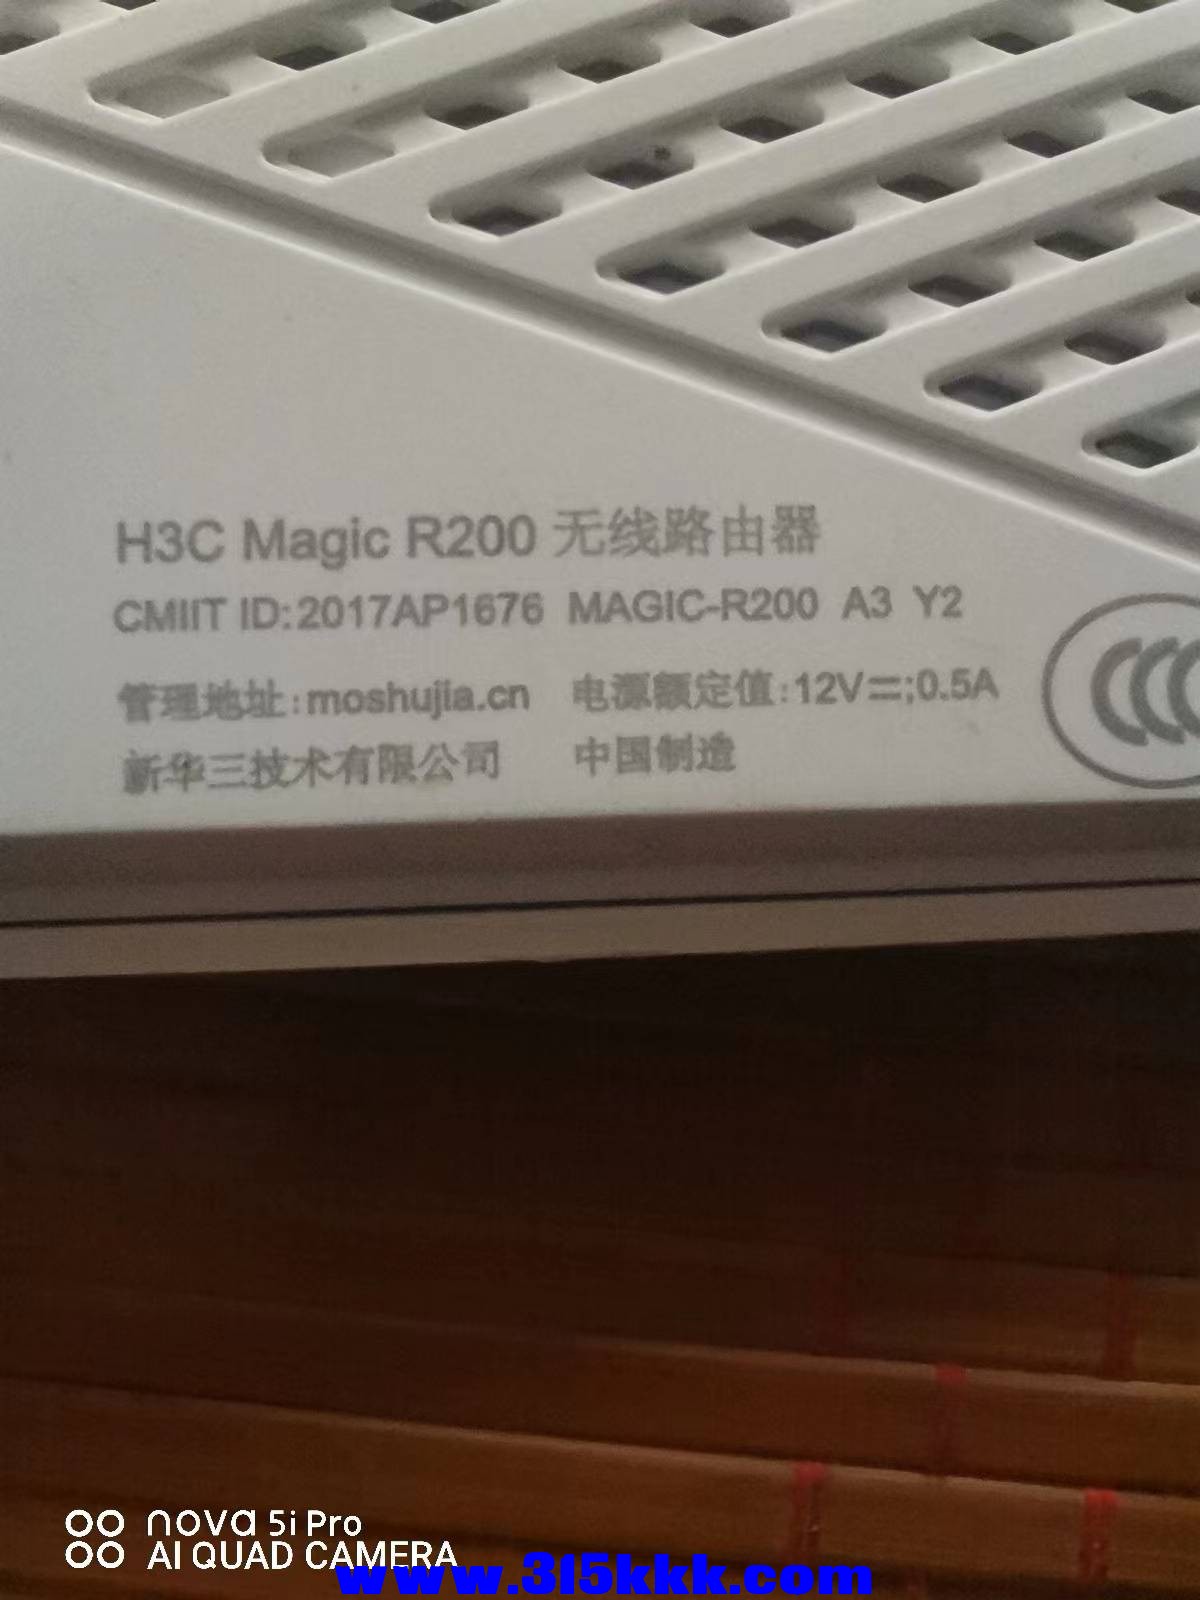 H3C Magic R200 无线路由器
CMIIT ID:2017AP1676 MAGIC-R200 A3 Y2
管理地址:moshujia.cn 电源额定值:12V⎓;0.5A
新华三技术有限公司 中国制造
nova 5i Pro
AI QUAD CAMERA
www.315kkk.com